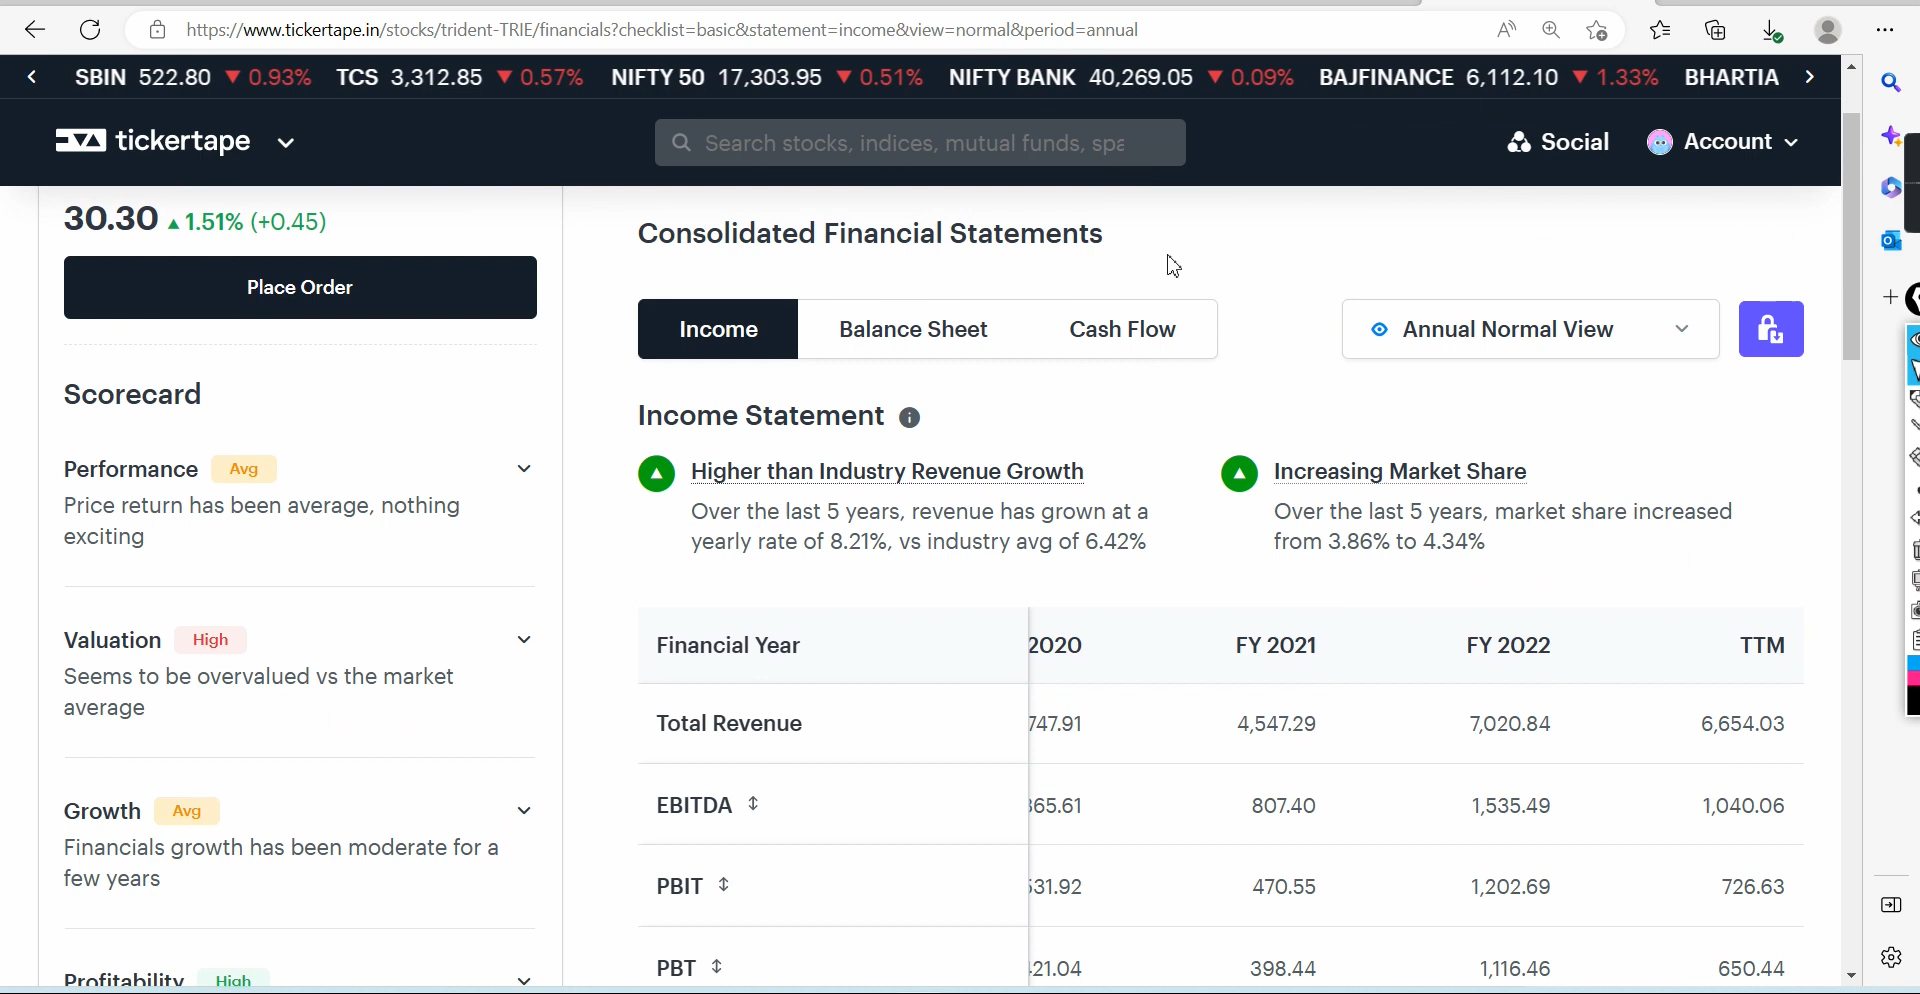 https://www.tickertape.in/stocks/trident-TRIE/financials?checklist=basic&statement=income&view=normal&period=annual
SBIN 522.80 ▼ 0.93% TCS 3,312.85 ▼ 0.57% NIFTY 50 17,303.95 ▼ 0.51% NIFTY BANK 40,269.05 ▼ 0.09% BAJFINANCE 6,112.10 ▼ 1.33% BHARTIA
tickertape
Search stocks, indices, mutual funds, spa
Social
Account
30.30 ▲ 1.51% (+0.45)
Place Order
Scorecard
Performance Avg
Price return has been average, nothing
exciting
Valuation High
Seems to be overvalued vs the market
average
Growth Avg
Financials growth has been moderate for a
few years
Profitability High
Consolidated Financial Statements
Income Balance Sheet Cash Flow
Annual Normal View
Income Statement
Higher than Industry Revenue Growth
Over the last 5 years, revenue has grown at a
yearly rate of 8.21%, vs industry avg of 6.42%
Increasing Market Share
Over the last 5 years, market share increased
from 3.86% to 4.34%
Financial Year 2020 FY 2021 FY 2022 TTM
Total Revenue 747.91 4,547.29 7,020.84 6,654.03
EBITDA 365.61 807.40 1,535.49 1,040.06
PBIT 531.92 470.55 1,202.69 726.63
PBT 21.04 398.44 1,116.46 650.44